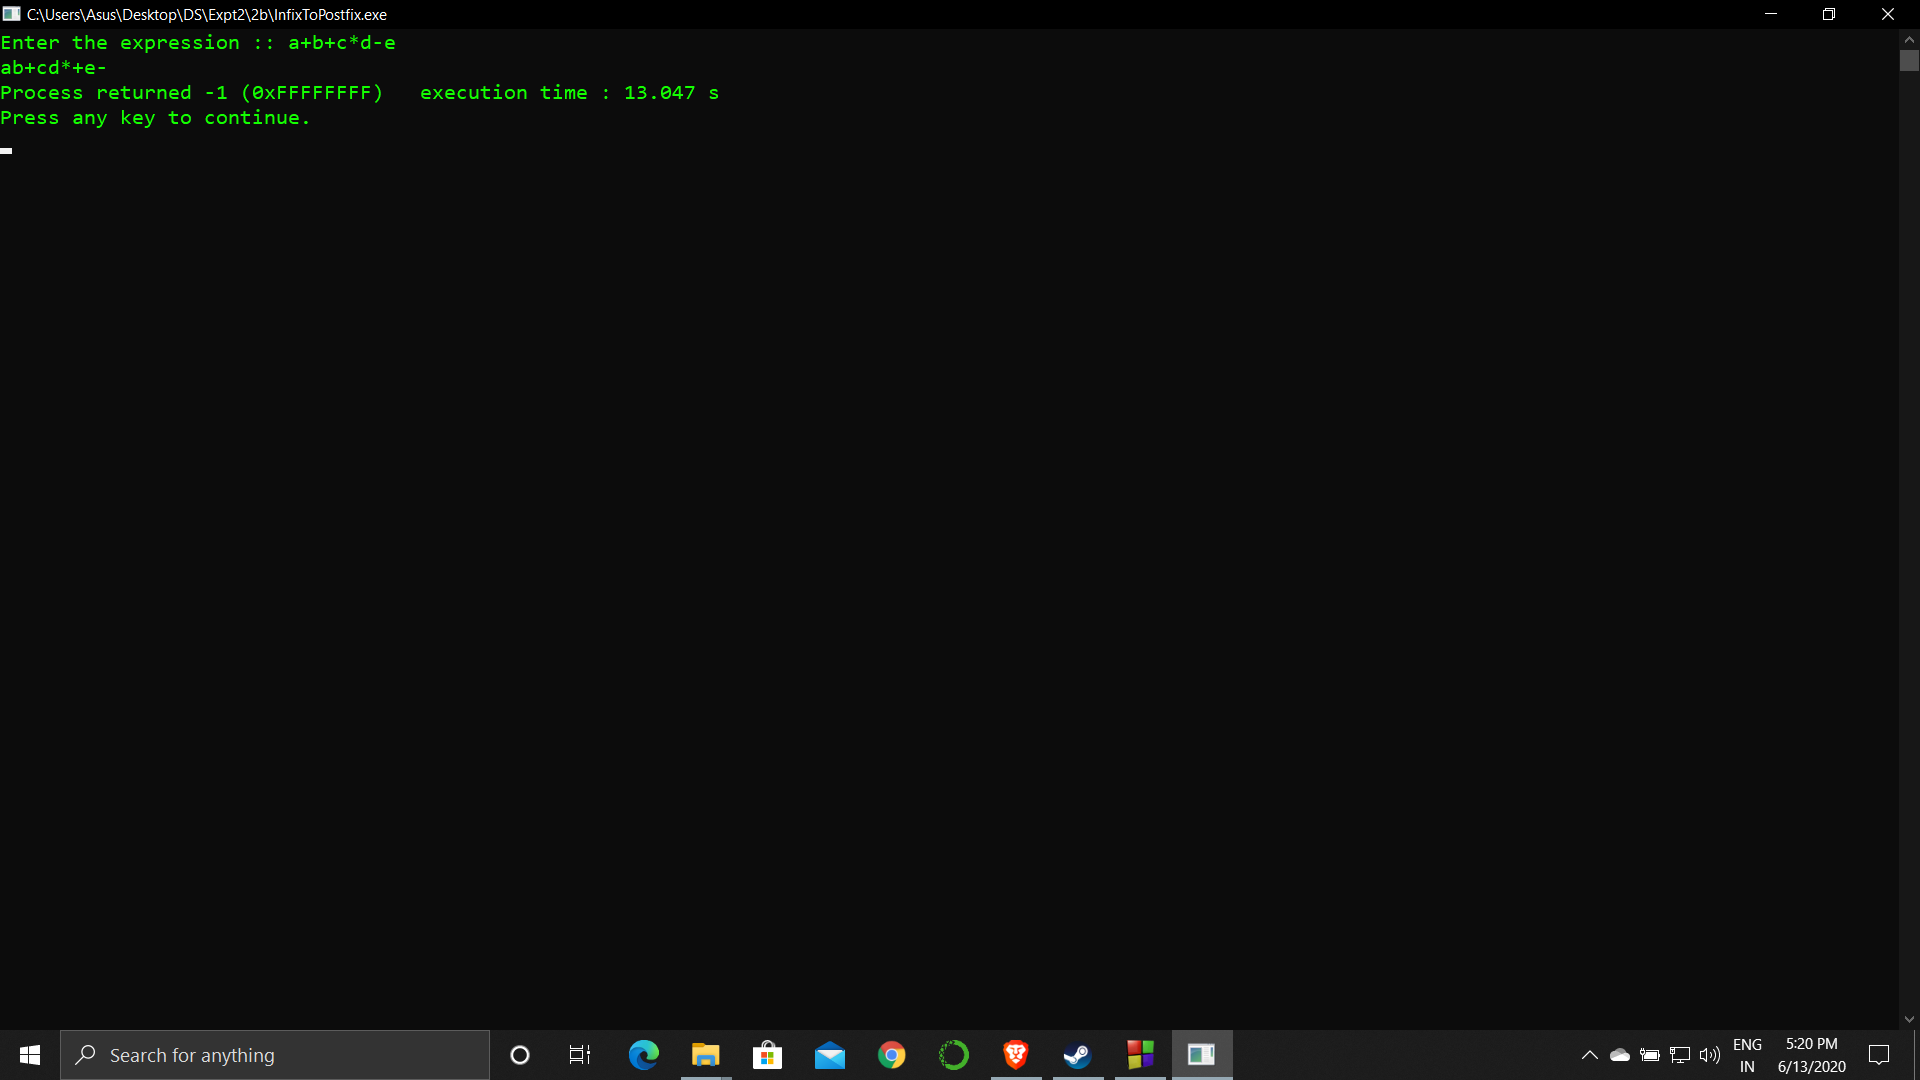 C:\Users\Asus\Desktop\DS\Expt2\2b\InfixToPostfix.exe
Enter the expression :: a+b+c*d-e
ab+cd*+e-
Process returned -1 (0xFFFFFFFF)   execution time : 13.047 s
Press any key to continue.
Search for anything
ENG
IN
5:20 PM
6/13/2020